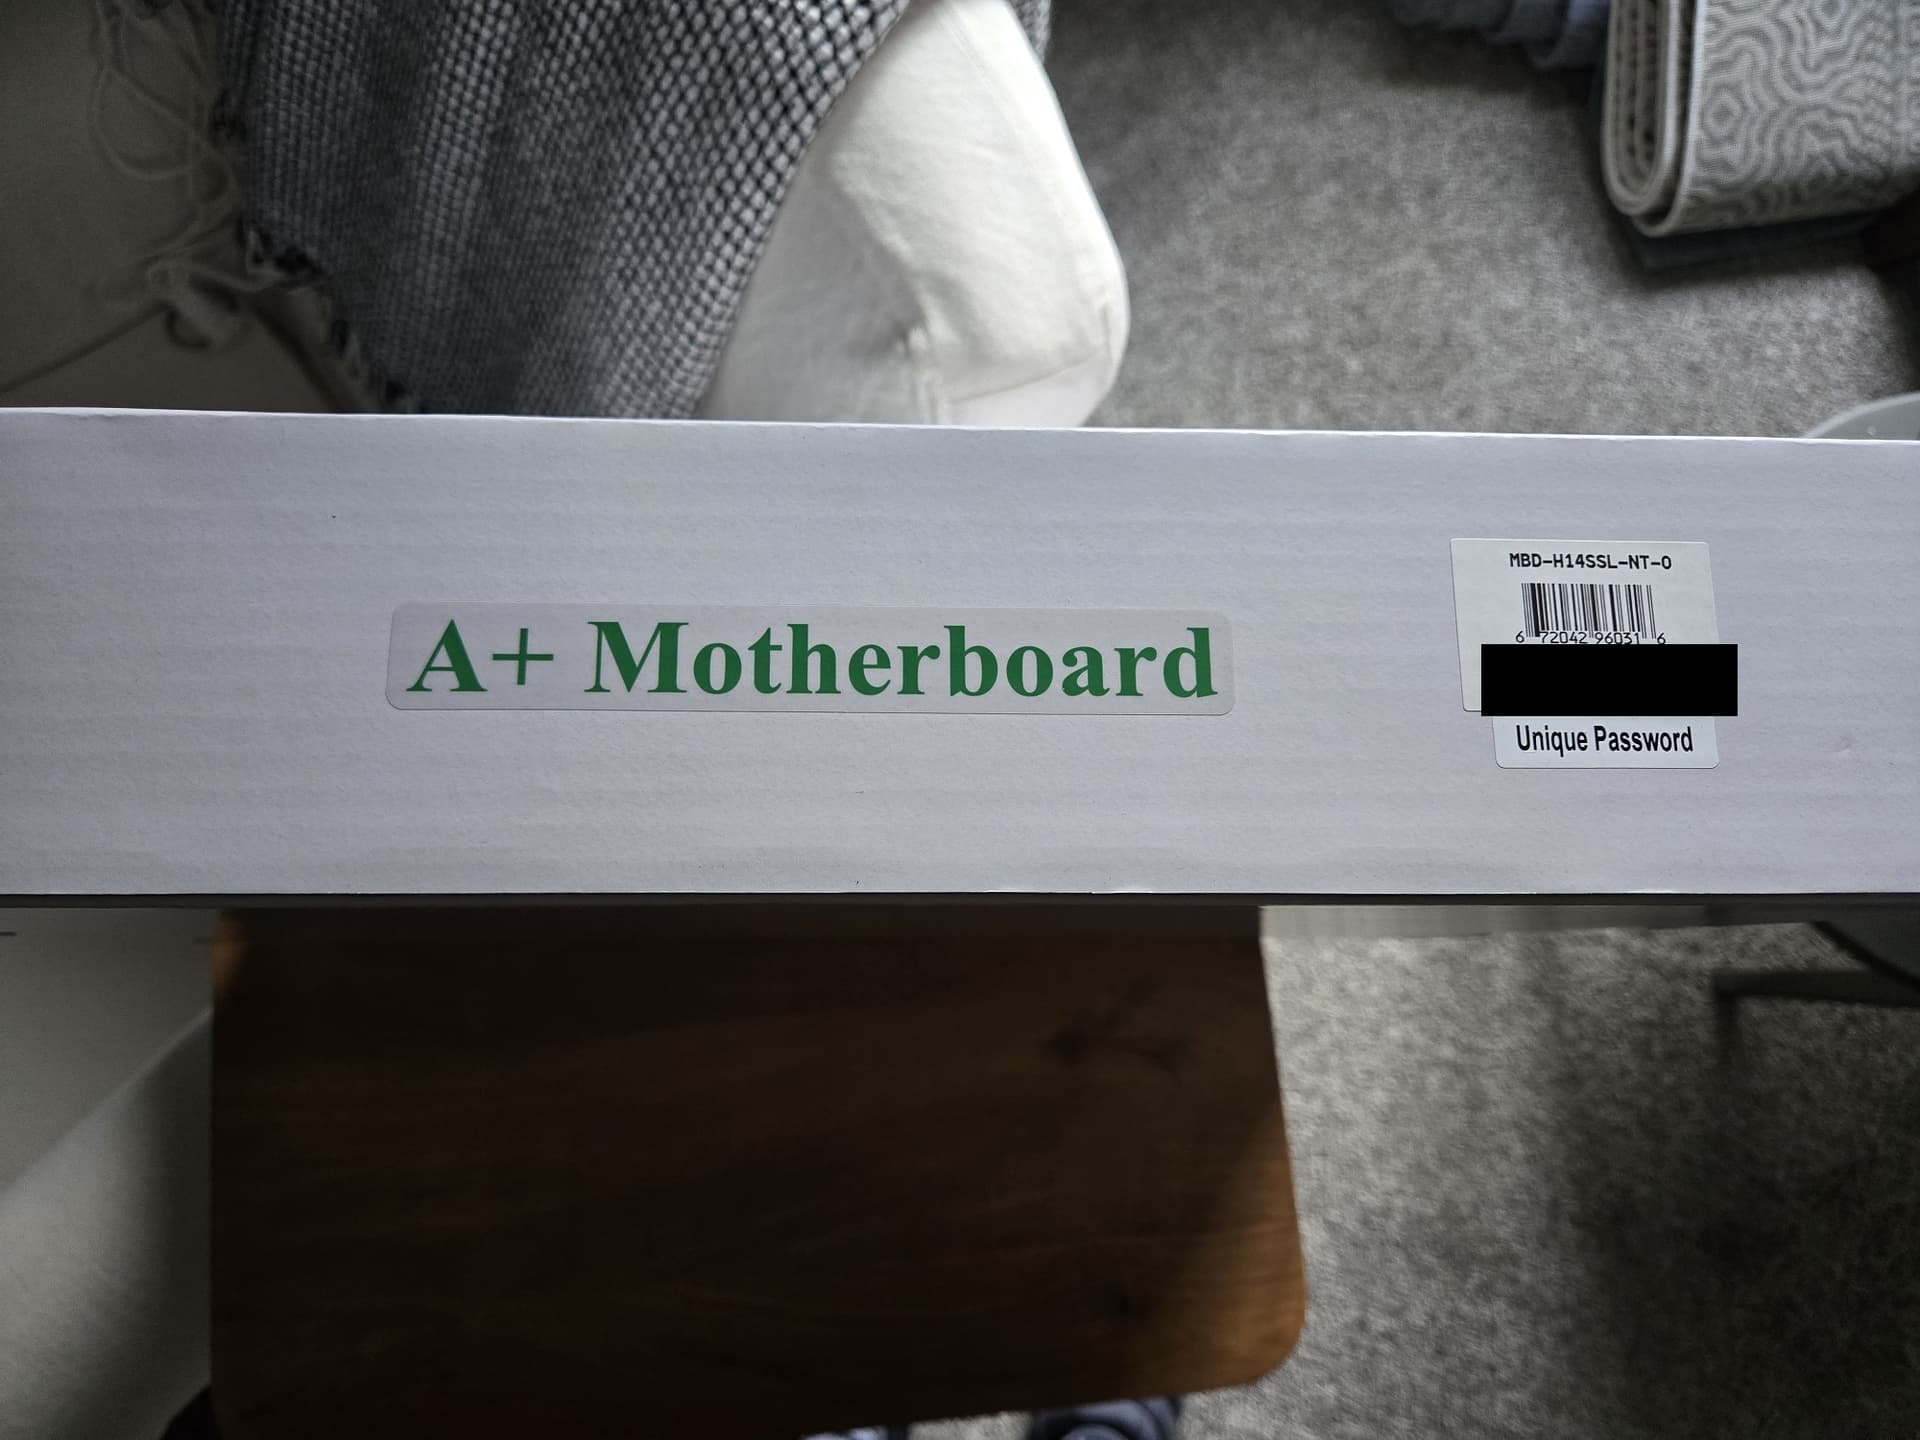 A+ Motherboard
MBD-H14SSL-NT-O
6 72042 96031 6
Unique Password